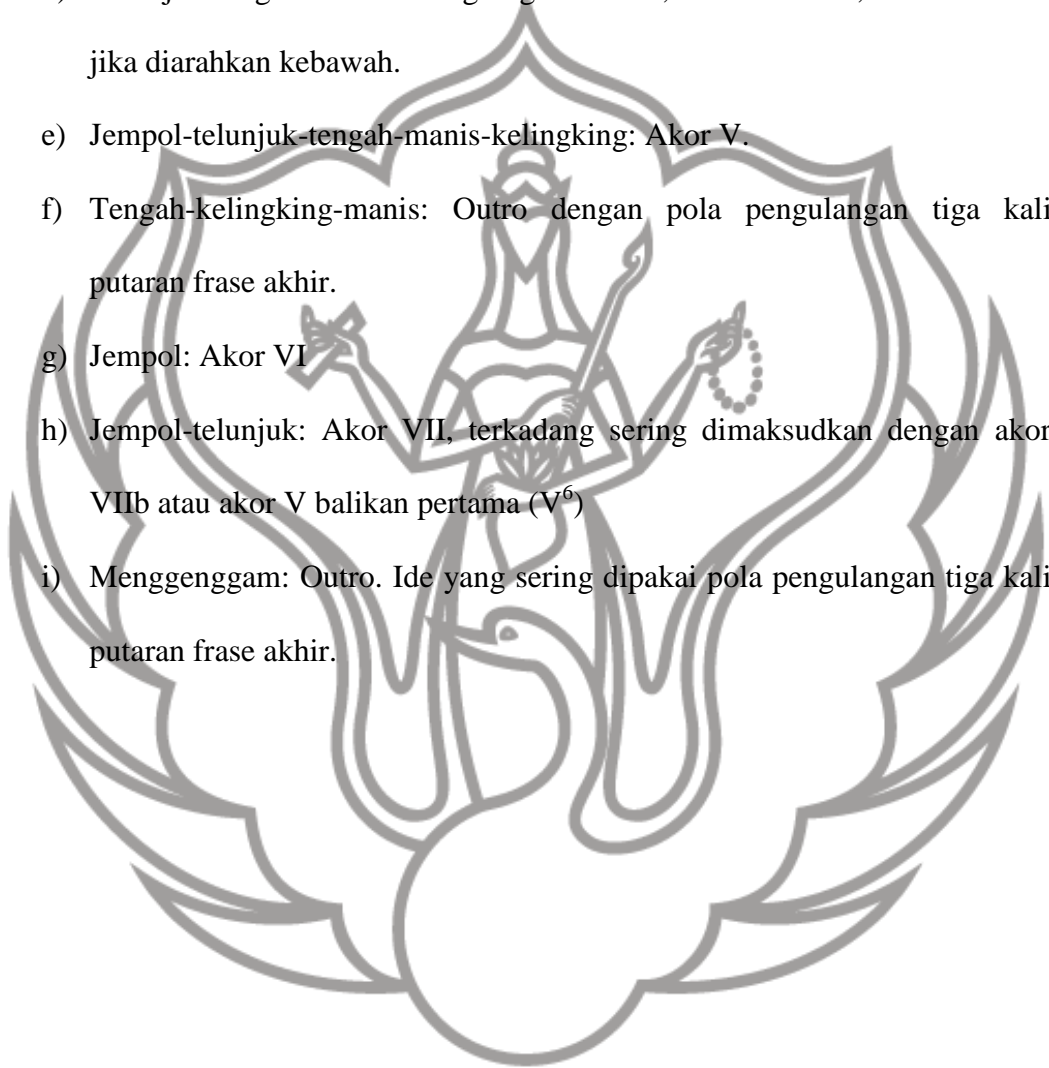 jika diarahkan kebawah.
e) Jempol-telunjuk-tengah-manis-kelingking: Akor V.
f) Tengah-kelingking-manis: Outro dengan pola pengulangan tiga kali
putaran frase akhir.
g) Jempol: Akor VI
h) Jempol-telunjuk: Akor VII, terkadang sering dimaksudkan dengan akor
VIIb atau akor V balikan pertama (V⁶)
i) Menggenggam: Outro. Ide yang sering dipakai pola pengulangan tiga kali
putaran frase akhir.